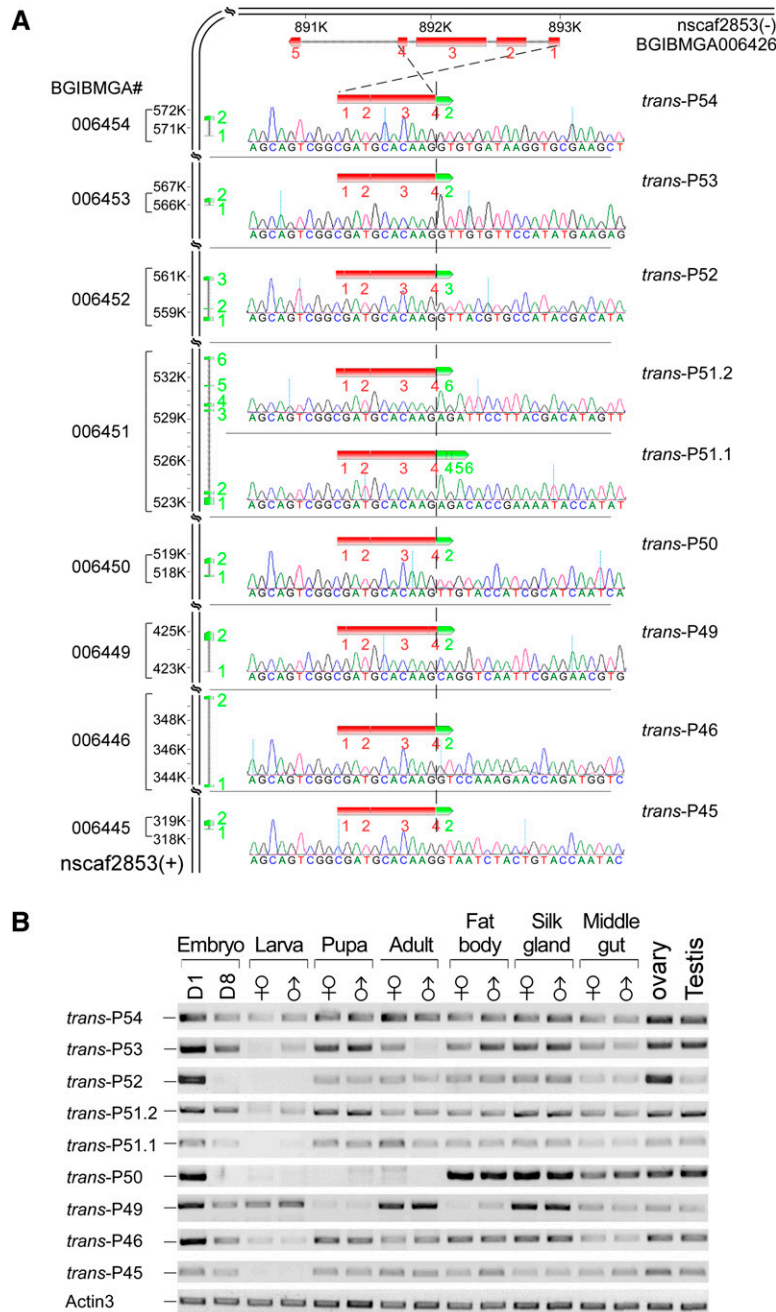 A
891K 892K 893K
nscaf2853(-)
BGIBMGA006426
5 4 3 2 1
BGIBMGA#
trans-P54
006454
572K
571K
2
1
1 2 3 4 2
AGCAGTCGGCGATGCACAAGGTGTGATAAGGTGCGAAGCT
trans-P53
006453
567K
566K
2
1
1 2 3 4 2
AGCAGTCGGCGATGCACAAGGTTGTGTTCCATATGAAGAG
trans-P52
006452
561K
559K
3
2
1
1 2 3 4 3
AGCAGTCGGCGATGCACAAGGTTACGTGCCATACGACATA
trans-P51.2
006451
532K
529K
526K
523K
6
5
4
3
2
1
1 2 3 4 6
AGCAGTCGGCGATGCACAAGAGATTCCTTACGACATAGTT
trans-P51.1
1 2 3 4 456
AGCAGTCGGCGATGCACAAGAGACACCGAAAATACCATAT
trans-P50
006450
519K
518K
2
1
1 2 3 4 2
AGCAGTCGGCGATGCACAAGTTGTACCATCGCATCAATCA
trans-P49
006449
425K
423K
2
1
1 2 3 4 2
AGCAGTCGGCGATGCACAAGCAGGTCAATTCGAGAACGTG
trans-P46
006446
348K
346K
344K
2
1
1 2 3 4 2
AGCAGTCGGCGATGCACAAGGTCCAAAGAACCAGATGGTC
trans-P45
006445
319K
318K
2
1
1 2 3 4 2
AGCAGTCGGCGATGCACAAGGTAATCTACTGTACCAATAC
nscaf2853(+)
B
Embryo Larva Pupa Adult Fat body Silk gland Middle gut ovary Testis
D1 D8 ♀ ♂ ♀ ♂ ♀ ♂ ♀ ♂ ♀ ♂ ♀ ♂
trans-P54
trans-P53
trans-P52
trans-P51.2
trans-P51.1
trans-P50
trans-P49
trans-P46
trans-P45
Actin3